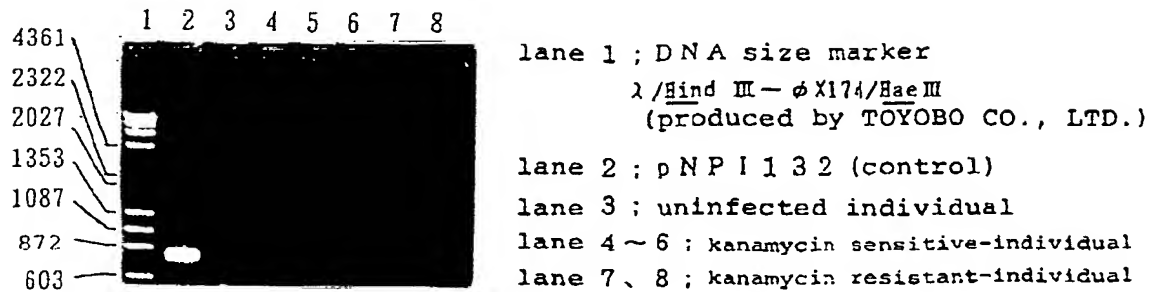 1 2 3 4 5 6 7 8
4361
2322
2027
1353
1087
872
603
lane 1 ; DNA size marker
λ/Hind III－φX174/Hae III
(produced by TOYOBO CO., LTD.)
lane 2 ; pNPI132 (control)
lane 3 ; uninfected individual
lane 4～6 ; kanamycin sensitive-individual
lane 7、8 ; kanamycin resistant-individual